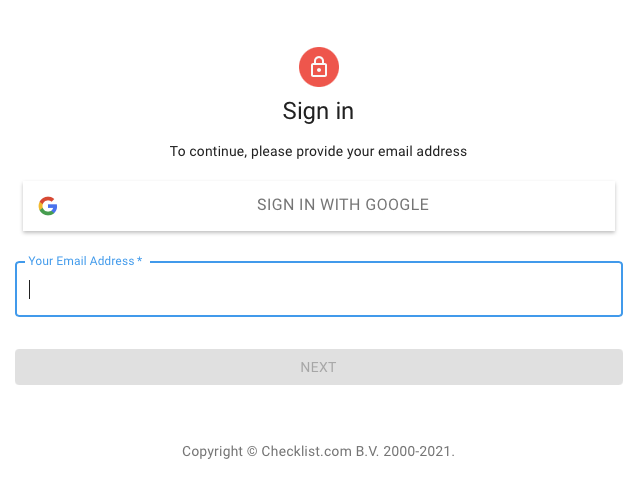 Sign in
To continue, please provide your email address
SIGN IN WITH GOOGLE
Your Email Address *
NEXT
Copyright © Checklist.com B.V. 2000-2021.